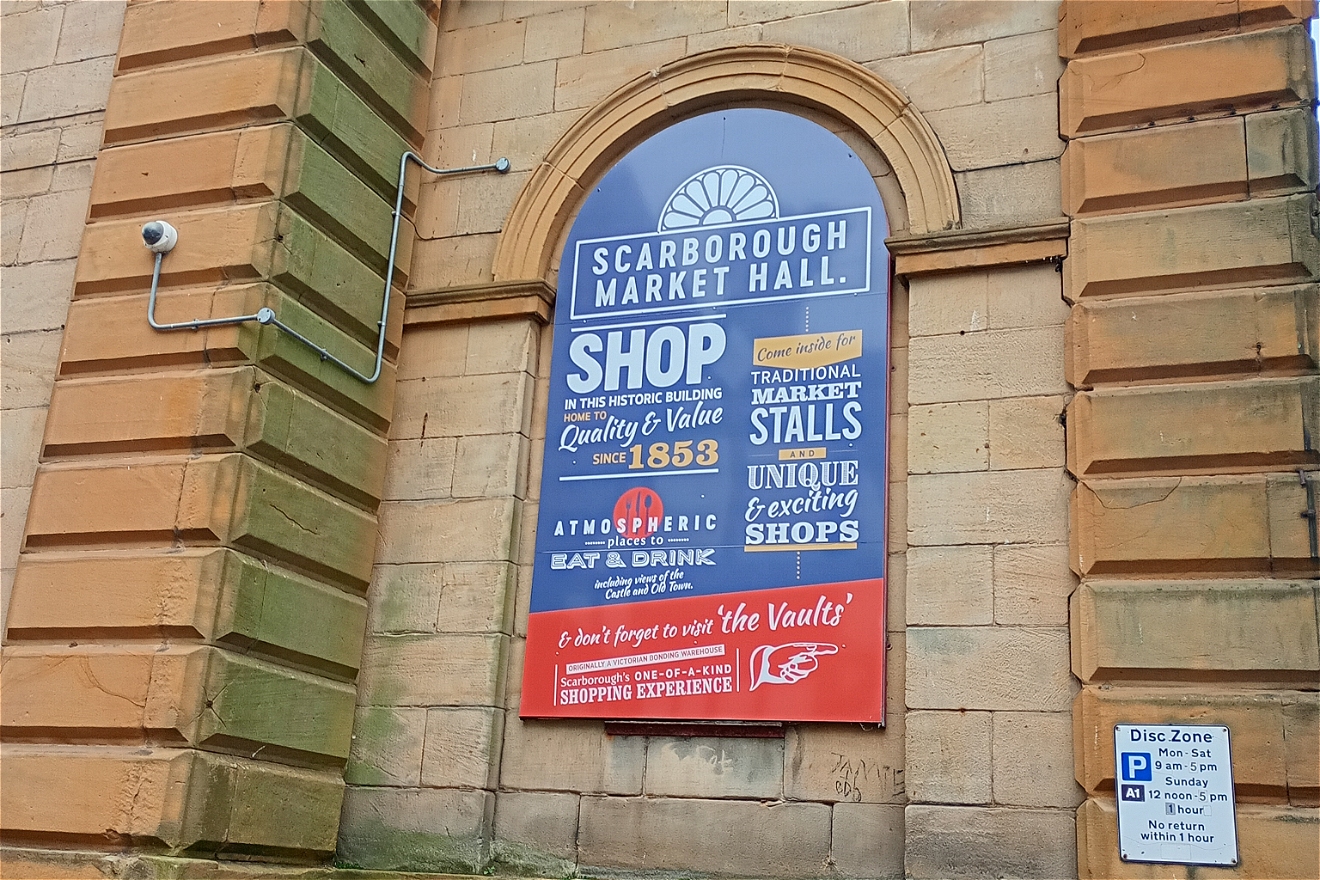 SCARBOROUGH
MARKET HALL.
SHOP
IN THIS HISTORIC BUILDING
HOME TO
Quality & Value
SINCE 1853
ATMOSPHERIC
places to
EAT & DRINK
including views of the
Castle and Old Town.
Come inside for
TRADITIONAL
MARKET
STALLS
AND
UNIQUE
& exciting
SHOPS
& don't forget to visit 'the Vaults'
ORIGINALLY A VICTORIAN BONDING WAREHOUSE
Scarborough's ONE-OF-A-KIND
SHOPPING EXPERIENCE
JAMIE
Disc Zone
Mon - Sat
P 9 am - 5 pm
Sunday
A1 12 noon - 5 pm
1 hour
No return
within 1 hour